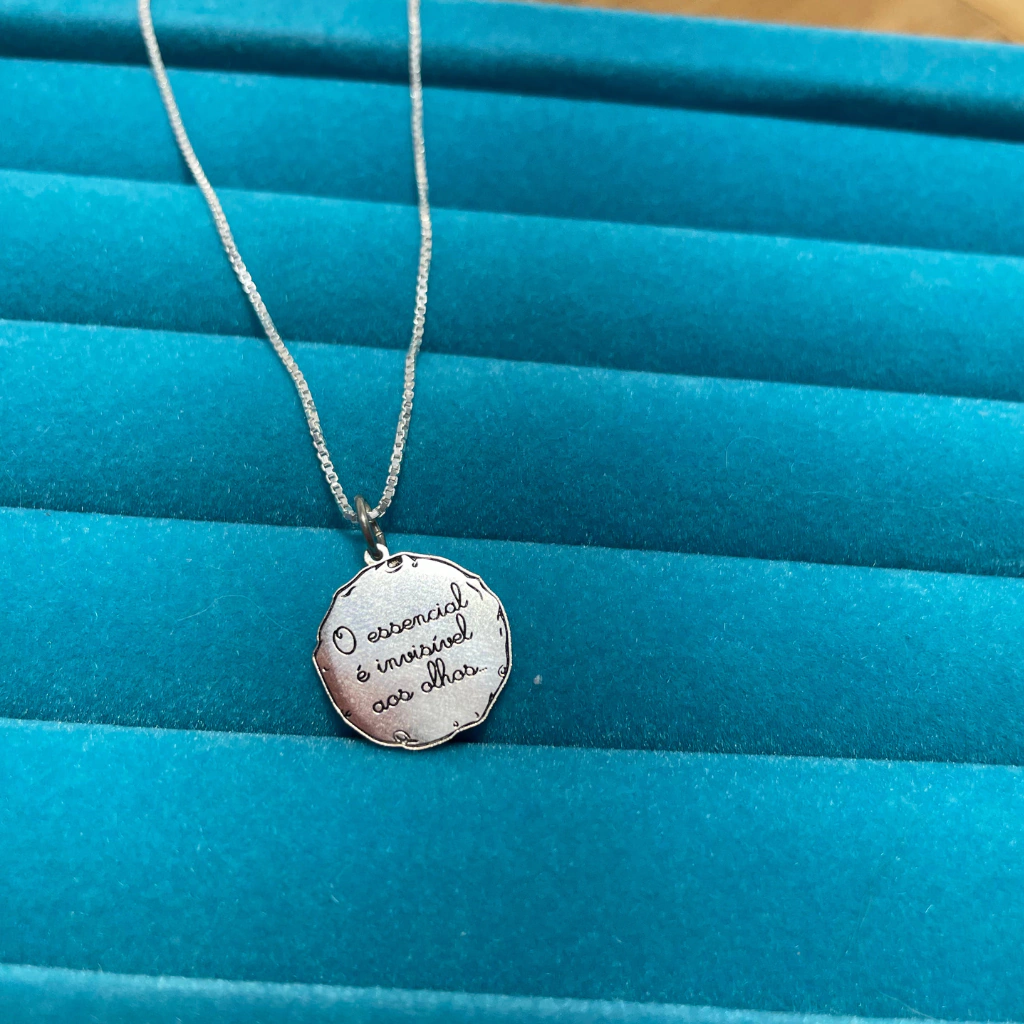 O essencial
é invisível
aos olhos...